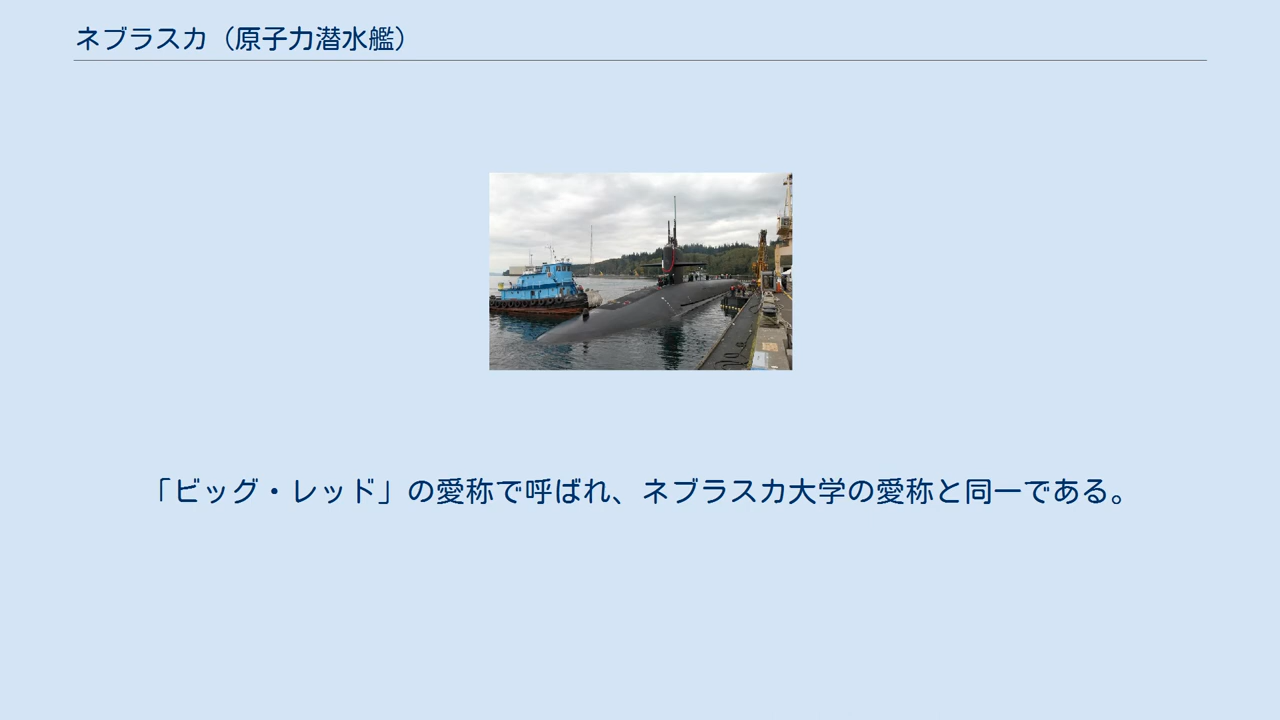 ネブラスカ（原子力潜水艦）
「ビッグ・レッド」の愛称で呼ばれ、ネブラスカ大学の愛称と同一である。